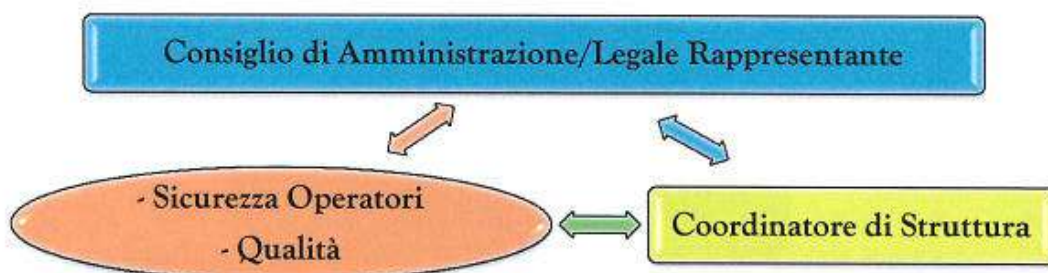 Consiglio di Amministrazione/Legale Rappresentante
- Sicurezza Operatori
- Qualità
Coordinatore di Struttura